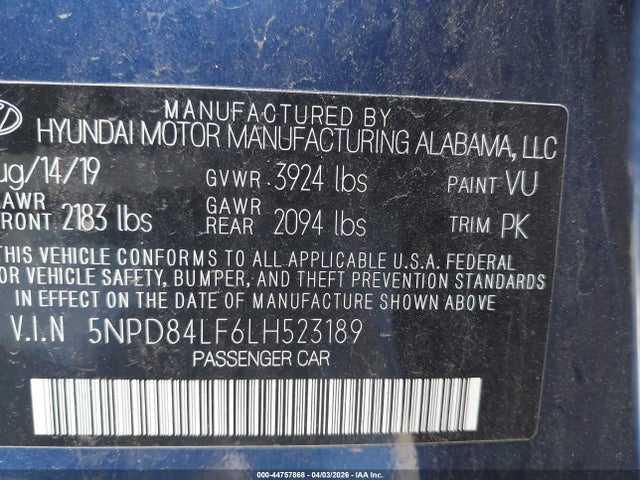 MANUFACTURED BY
HYUNDAI MOTOR MANUFACTURING ALABAMA, LLC
ug/14/19 GVWR 3924 lbs PAINT VU
AWR FRONT 2183 lbs GAWR REAR 2094 lbs TRIM PK
THIS VEHICLE CONFORMS TO ALL APPLICABLE U.S.A. FEDERAL
OR VEHICLE SAFETY, BUMPER, AND THEFT PREVENTION STANDARDS
IN EFFECT ON THE DATE OF MANUFACTURE SHOWN ABOVE
V.I.N 5NPD84LF6LH523189
PASSENGER CAR
000-44757868 | 04/03/2026 - IAA Inc.